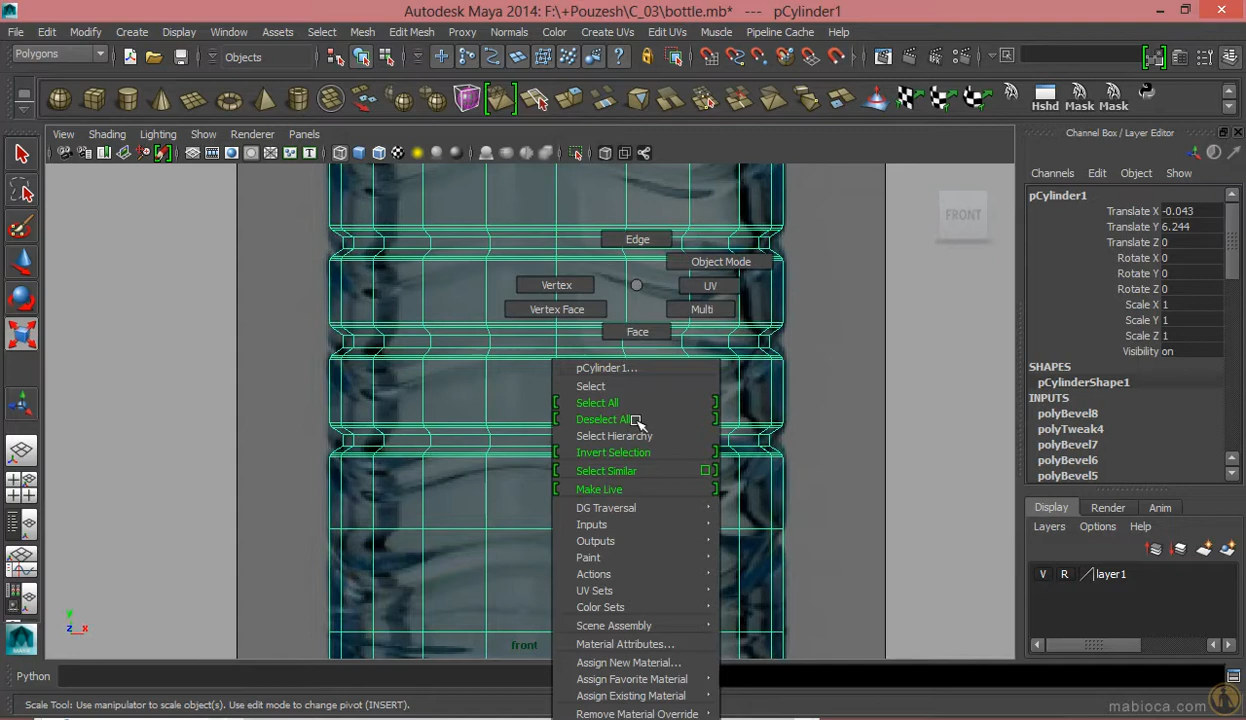 Autodesk Maya 2014: F:\+Pouzesh\C_03\bottle.mb*   ---   pCylinder1
File Edit Modify Create Display Window Assets Select Mesh Edit Mesh Proxy Normals Color Create UVs Edit UVs Muscle Pipeline Cache Help
Polygons
Objects
Hshd Mask Mask
View Shading Lighting Show Renderer Panels
Channel Box / Layer Editor
Channels Edit Object Show
pCylinder1
Translate X -0.043
Translate Y 6.244
Translate Z 0
Rotate X 0
Rotate Y 0
Rotate Z 0
Scale X 1
Scale Y 1
Scale Z 1
Visibility on
SHAPES
pCylinderShape1
INPUTS
polyBevel8
polyTweak4
polyBevel7
polyBevel6
polyBevel5
FRONT
Edge
Object Mode
Vertex
UV
Vertex Face
Multi
Face
pCylinder1...
Select
Select All
Deselect All
Select Hierarchy
Invert Selection
Select Similar
Make Live
DG Traversal
Inputs
Outputs
Paint
Actions
UV Sets
Color Sets
Scene Assembly
Material Attributes...
Assign New Material...
Assign Favorite Material
Assign Existing Material
Remove Material Override
Display Render Anim
Layers Options Help
V R layer1
y
z x
front
Python
Scale Tool: Use manipulator to scale object(s). Use edit mode to change pivot (INSERT).
mabioca.com